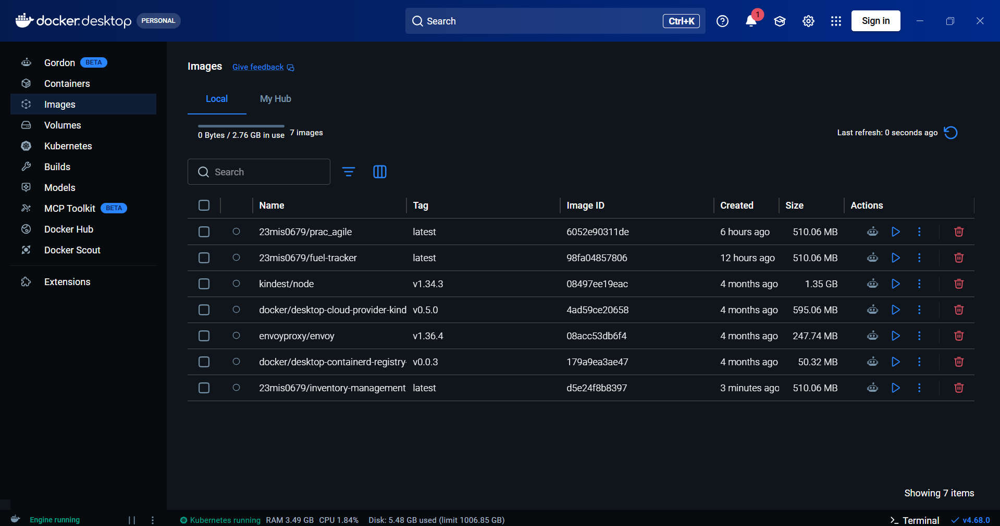 docker.desktop PERSONAL
Search Ctrl+K
1
Sign in
Gordon BETA
Containers
Images
Volumes
Kubernetes
Builds
Models
MCP Toolkit BETA
Docker Hub
Docker Scout
Extensions
Images Give feedback
Local My Hub
0 Bytes / 2.76 GB in use 7 images
Last refresh: 0 seconds ago
Search
Name Tag Image ID Created Size Actions
23mis0679/prac_agile latest 6052e90311de 6 hours ago 510.06 MB
23mis0679/fuel-tracker latest 98fa04857806 12 hours ago 510.06 MB
kindest/node v1.34.3 08497ee19eac 4 months ago 1.35 GB
docker/desktop-cloud-provider-kind v0.5.0 4ad59ce20658 4 months ago 595.06 MB
envoyproxy/envoy v1.36.4 08acc53db6f4 4 months ago 247.74 MB
docker/desktop-containerd-registry- v0.0.3 179a9ea3ae47 4 months ago 50.32 MB
23mis0679/inventory-management latest d5e24f8b8397 3 minutes ago 510.06 MB
Showing 7 items
Engine running
Kubernetes running RAM 3.49 GB CPU 1.84% Disk: 5.48 GB used (limit 1006.85 GB)
>_ Terminal v4.68.0